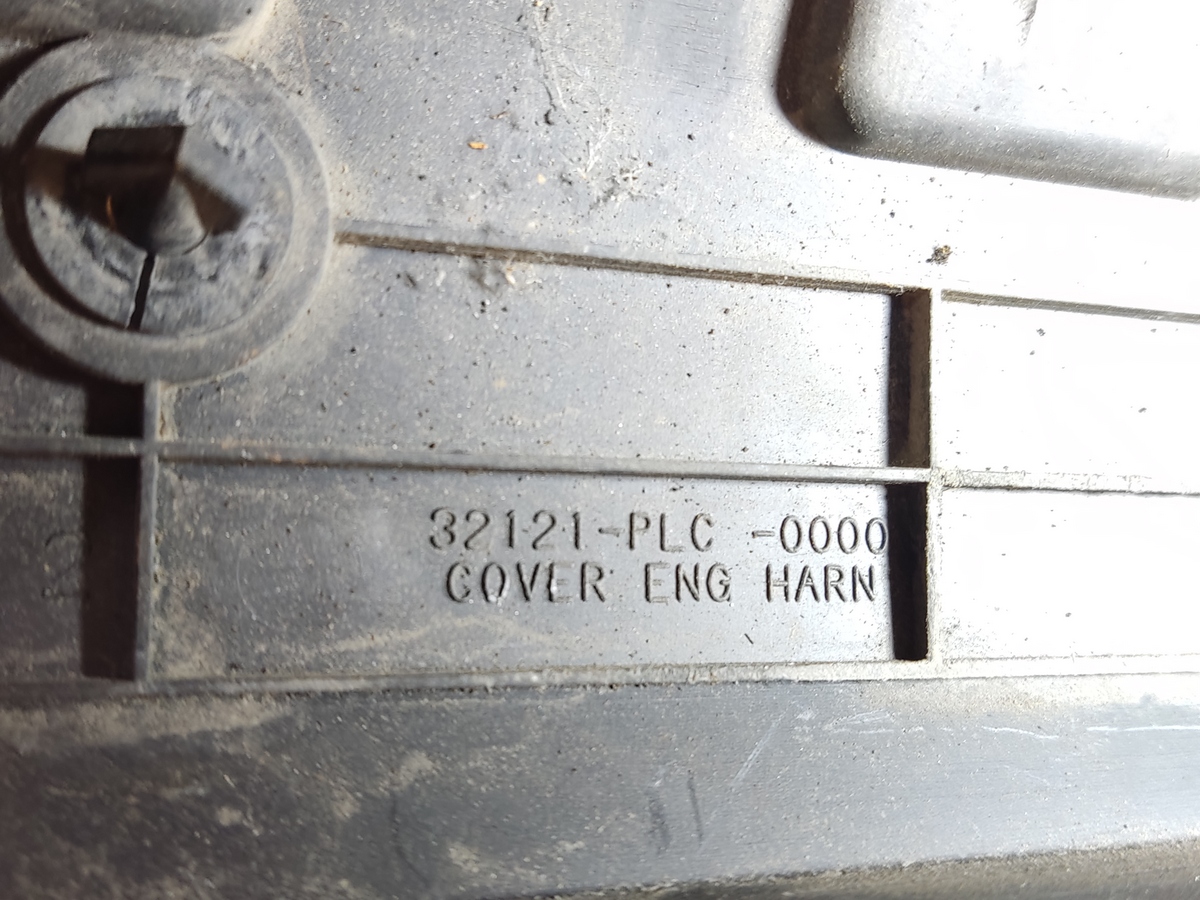 32121-PLC -0000
COVER ENG HARN